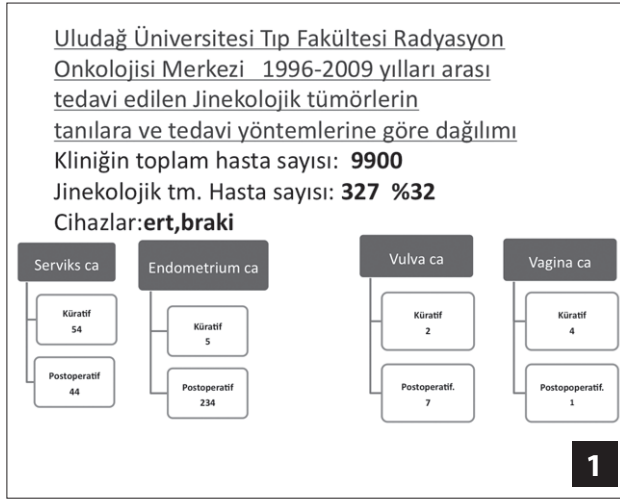 Uludağ Üniversitesi Tıp Fakültesi Radyasyon
Onkolojisi Merkezi 1996-2009 yılları arası
tedavi edilen Jinekolojik tümörlerin
tanılara ve tedavi yöntemlerine göre dağılımı
Kliniğin toplam hasta sayısı: 9900
Jinekolojik tm. Hasta sayısı: 327 %32
Cihazlar:ert,braki
Serviks ca
Küratif
54
Postoperatif
44
Endometrium ca
Küratif
5
Postoperatif
234
Vulva ca
Küratif
2
Postoperatif.
7
Vagina ca
Küratif
4
Postopoperatif.
1
1